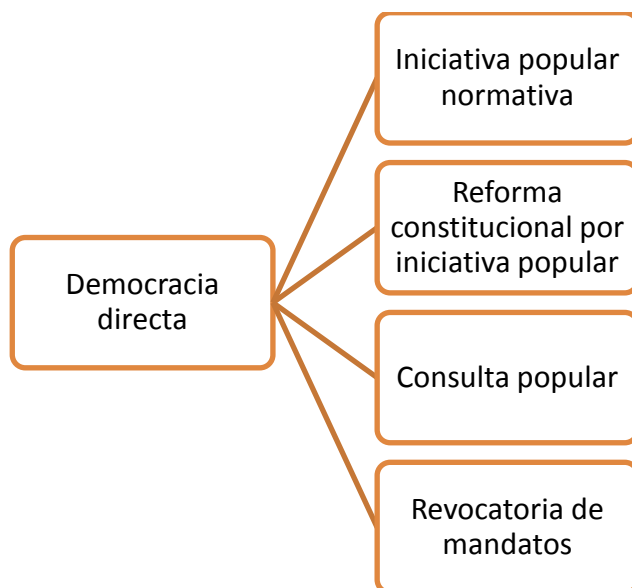 Democracia
directa
Iniciativa popular
normativa
Reforma
constitucional por
iniciativa popular
Consulta popular
Revocatoria de
mandatos